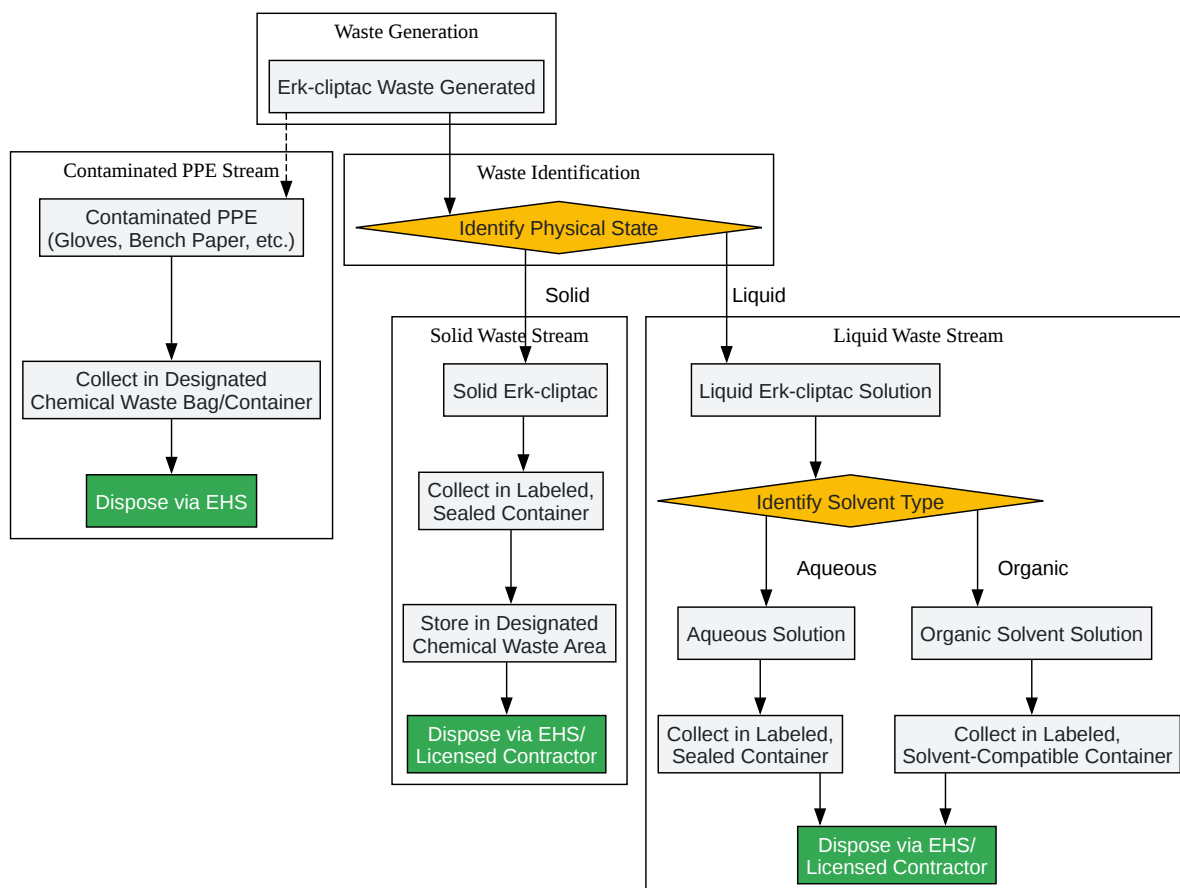 Waste Generation
Erk-cliptac Waste Generated
Contaminated PPE Stream
Contaminated PPE
(Gloves, Bench Paper, etc.)
Collect in Designated
Chemical Waste Bag/Container
Dispose via EHS
Waste Identification
Identify Physical State
Solid
Liquid
Solid Waste Stream
Solid Erk-cliptac
Collect in Labeled,
Sealed Container
Store in Designated
Chemical Waste Area
Dispose via EHS/
Licensed Contractor
Liquid Waste Stream
Liquid Erk-cliptac Solution
Identify Solvent Type
Aqueous
Organic
Aqueous Solution
Organic Solvent Solution
Collect in Labeled,
Sealed Container
Collect in Labeled,
Solvent-Compatible Container
Dispose via EHS/
Licensed Contractor